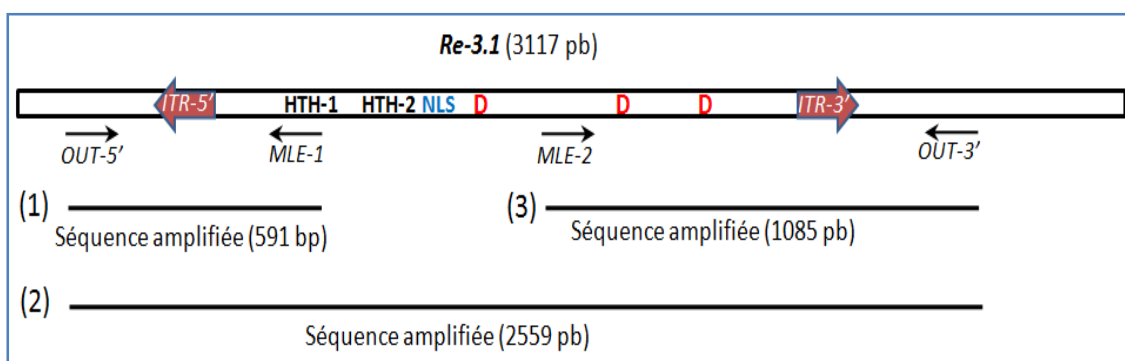 Re-3.1 (3117 pb)
ITR-5' HTH-1 HTH-2 NLS D D D ITR-3'
OUT-5' MLE-1 MLE-2 OUT-3'
(1) (3)
Séquence amplifiée (591 bp) Séquence amplifiée (1085 pb)
(2)
Séquence amplifiée (2559 pb)